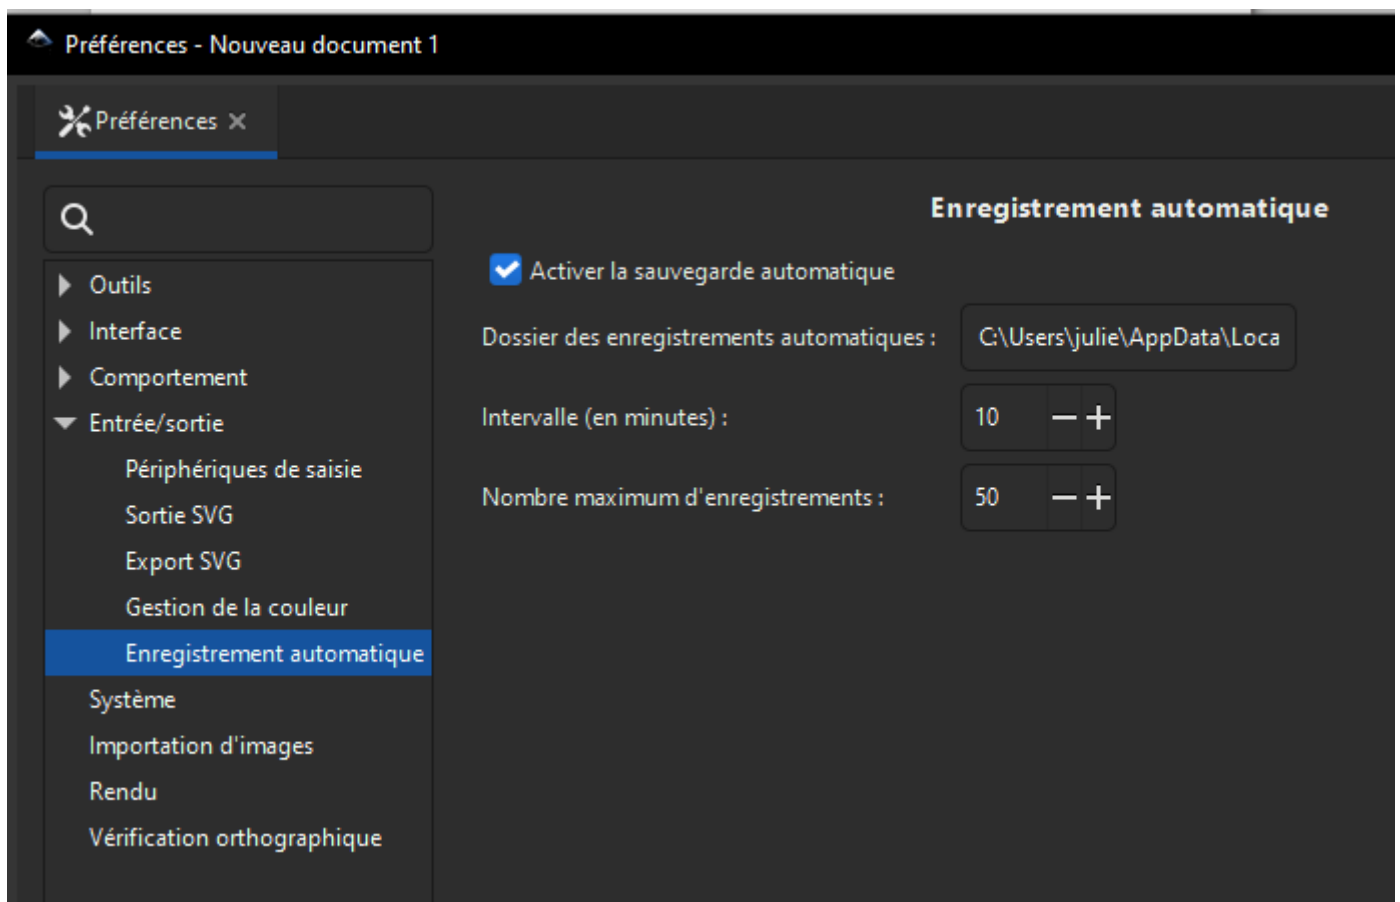 Préférences - Nouveau document 1
Préférences
Enregistrement automatique
Activer la sauvegarde automatique
Dossier des enregistrements automatiques : C:\Users\julie\AppData\Loca
Intervalle (en minutes) : 10
Nombre maximum d'enregistrements : 50
Outils
Interface
Comportement
Entrée/sortie
Périphériques de saisie
Sortie SVG
Export SVG
Gestion de la couleur
Enregistrement automatique
Système
Importation d'images
Rendu
Vérification orthographique